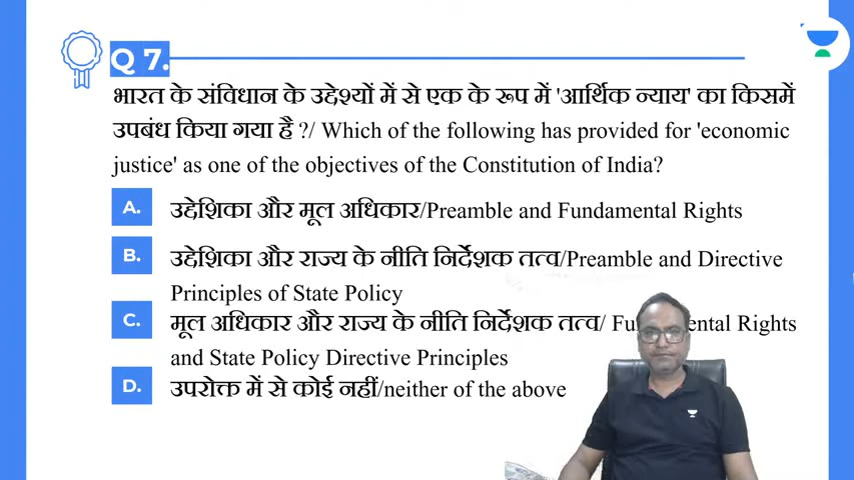 Q 7.
भारत के संविधान के उद्देश्यों में से एक के रूप में 'आर्थिक न्याय' का किसमें
उपबंध किया गया है ?/ Which of the following has provided for 'economic
justice' as one of the objectives of the Constitution of India?
A. उद्देशिका और मूल अधिकार/Preamble and Fundamental Rights
B. उद्देशिका और राज्य के नीति निर्देशक तत्व/Preamble and Directive
Principles of State Policy
C. मूल अधिकार और राज्य के नीति निर्देशक तत्व/ Rights
and State Policy Directive Principles
D. उपरोक्त में से कोई नहीं/neither of the above